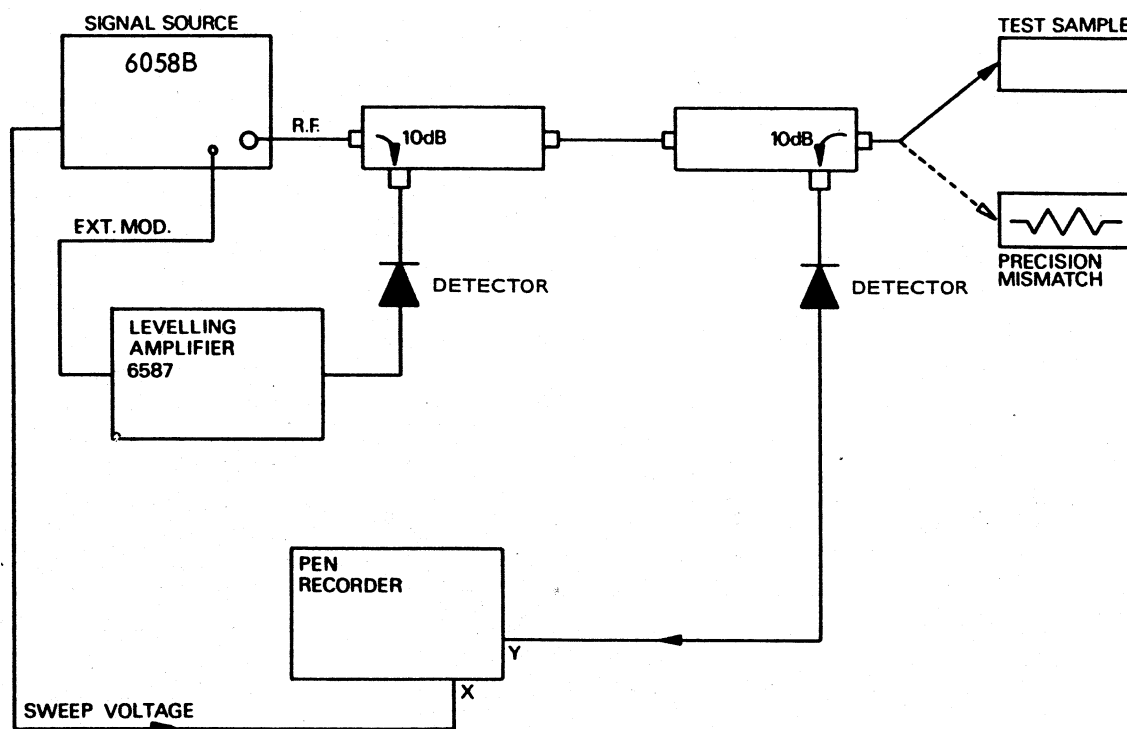 SIGNAL SOURCE
6058B
TEST SAMPLE
R.F.
10dB
10dB
EXT. MOD.
PRECISION
MISMATCH
DETECTOR
DETECTOR
LEVELLING
AMPLIFIER
6587
PEN
RECORDER
Y
X
SWEEP VOLTAGE